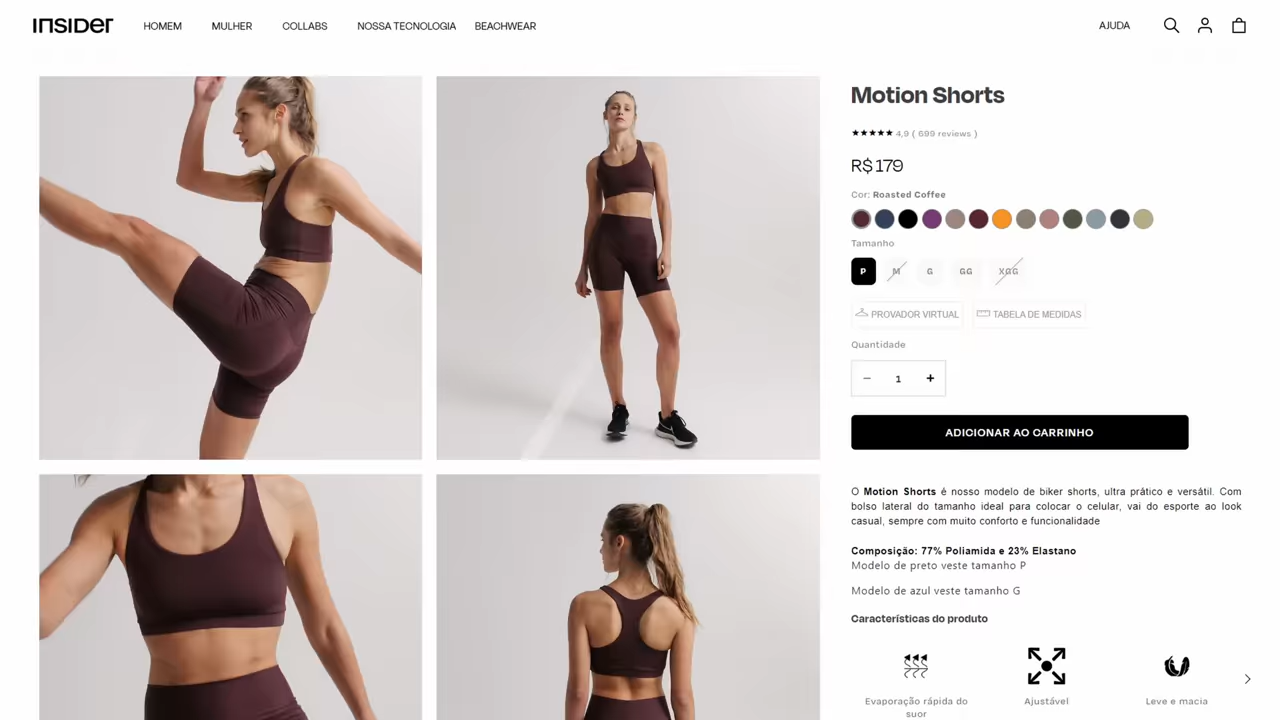 INSIDER
HOMEM
MULHER
COLLABS
NOSSA TECNOLOGIA
BEACHWEAR
AJUDA
Motion Shorts
4,9 ( 699 reviews )
R$179
Cor: Roasted Coffee
Tamanho
P
M
G
GG
XGG
PROVADOR VIRTUAL
TABELA DE MEDIDAS
Quantidade
− 1 +
ADICIONAR AO CARRINHO
O Motion Shorts é nosso modelo de biker shorts, ultra prático e versátil. Com
bolso lateral do tamanho ideal para colocar o celular, vai do esporte ao look
casual, sempre com muito conforto e funcionalidade
Composição: 77% Poliamida e 23% Elastano
Modelo de preto veste tamanho P
Modelo de azul veste tamanho G
Características do produto
Evaporação rápida do
suor
Ajustável
Leve e macia